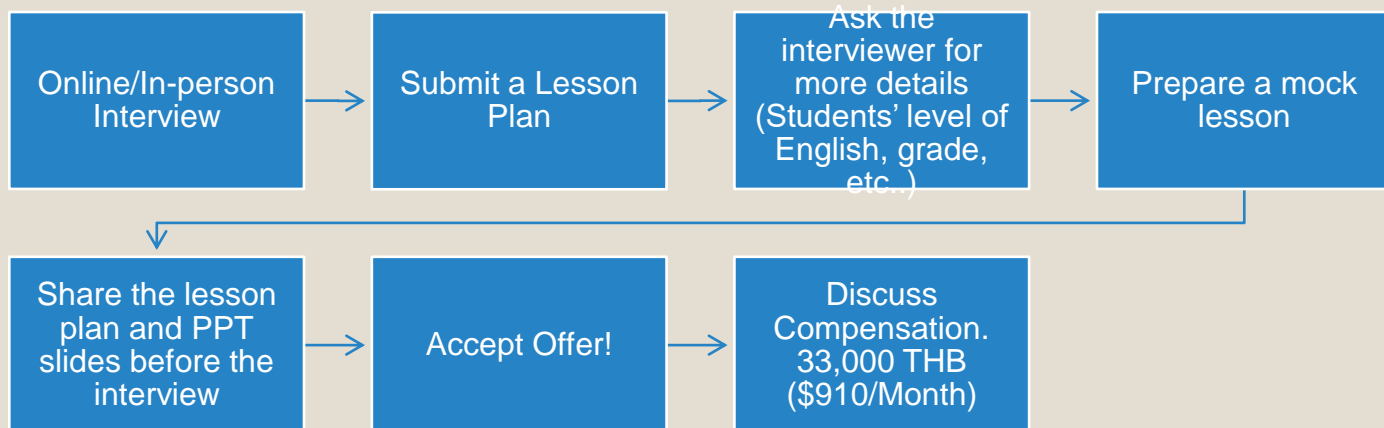 Online/In-person
Interview
Submit a Lesson
Plan
Ask the
interviewer for
more details
(Students’ level of
English, grade,
etc..)
Prepare a mock
lesson
Share the lesson
plan and PPT
slides before the
interview
Accept Offer!
Discuss
Compensation.
33,000 THB
($910/Month)